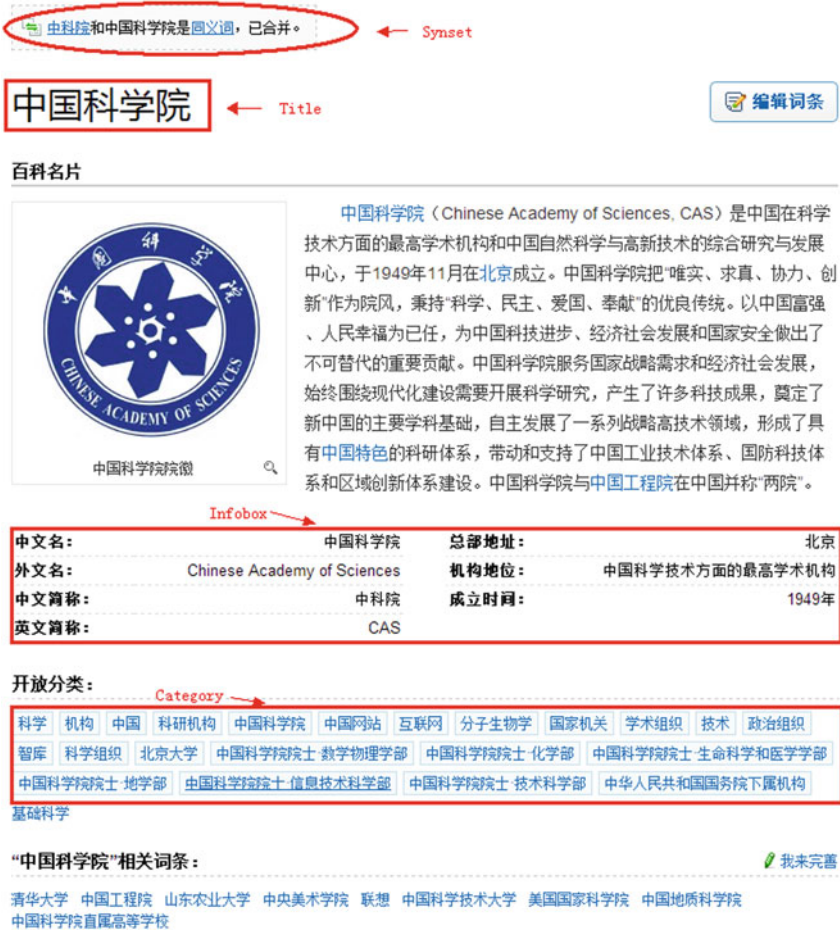 中科院和中国科学院是同义词，已合并。
Synset
中国科学院
Title
编辑词条
百科名片
中国科学院
CHINESE ACADEMY OF SCIENCES
中国科学院院徽
中国科学院（Chinese Academy of Sciences, CAS）是中国在科学
技术方面的最高学术机构和中国自然科学与高新技术的综合研究与发展
中心，于1949年11月在北京成立。中国科学院把“唯实、求真、协力、创
新”作为院风，秉持“科学、民主、爱国、奉献”的优良传统。以中国富强
、人民幸福为已任，为中国科技进步、经济社会发展和国家安全做出了
不可替代的重要贡献。中国科学院服务国家战略需求和经济社会发展，
始终围绕现代化建设需要开展科学研究，产生了许多科技成果，奠定了
新中国的主要学科基础，自主发展了一系列战略高技术领域，形成了具
有中国特色的科研体系，带动和支持了中国工业技术体系、国防科技体
系和区域创新体系建设。中国科学院与中国工程院在中国并称“两院”。
Infobox
中文名： 中国科学院 总部地址： 北京
外文名： Chinese Academy of Sciences 机构地位： 中国科学技术方面的最高学术机构
中文简称： 中科院 成立时间： 1949年
英文简称： CAS
开放分类：
Category
科学 机构 中国 科研机构 中国科学院 中国网站 互联网 分子生物学 国家机关 学术组织 技术 政治组织
智库 科学组织 北京大学 中国科学院院士·数学物理学部 中国科学院院士·化学部 中国科学院院士·生命科学和医学学部
中国科学院院士·地学部 中国科学院院士·信息技术科学部 中国科学院院士·技术科学部 中华人民共和国国务院下属机构
基础科学
“中国科学院”相关词条：
我来完善
清华大学 中国工程院 山东农业大学 中央美术学院 联想 中国科学技术大学 美国国家科学院 中国地质科学院
中国科学院直属高等学校